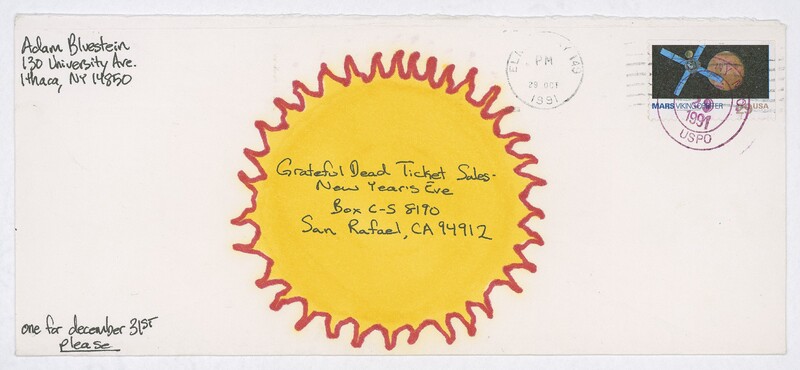 Adam Bluestein
130 University Ave.
Ithaca, NY 14850
PM
29 OCT
1991
MARS VIKING ORBITER
USA
1991
USPO
Grateful Dead Ticket Sales-
New Year's Eve
Box C-S 8190
San Rafael, CA 94912
one for december 31ST
please